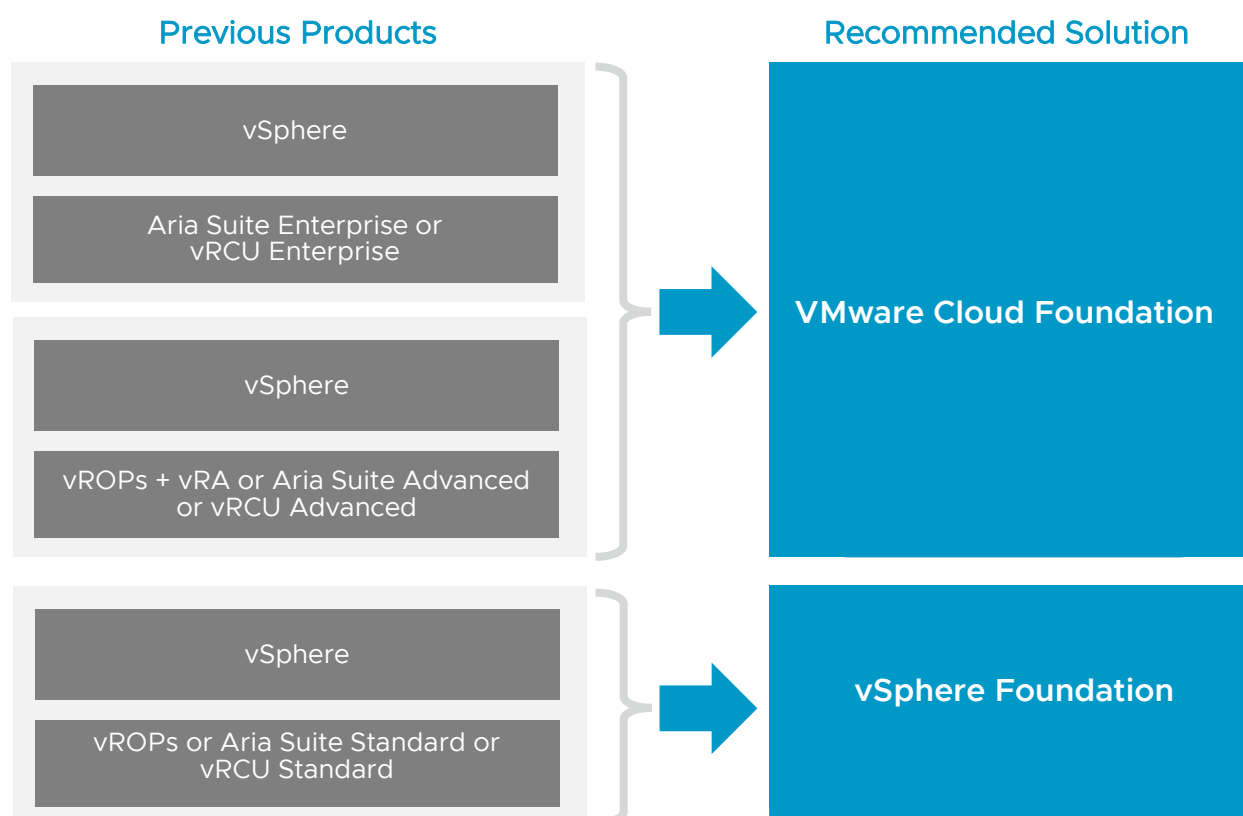 Previous Products
Recommended Solution
vSphere
Aria Suite Enterprise or
vRCU Enterprise
vSphere
vROPs + vRA or Aria Suite Advanced
or vRCU Advanced
VMware Cloud Foundation
vSphere
vROPs or Aria Suite Standard or
vRCU Standard
vSphere Foundation